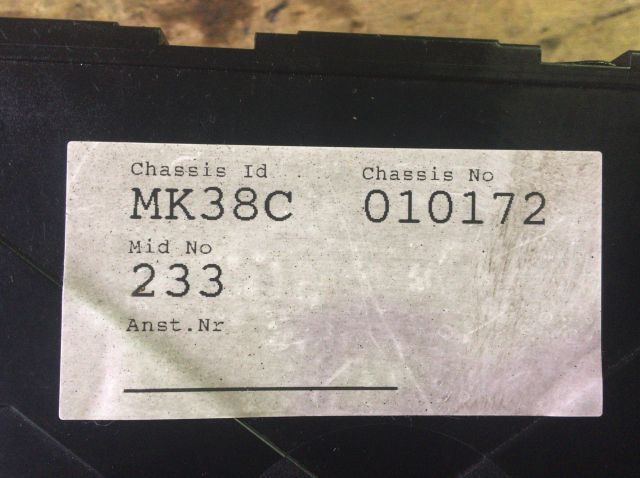 Chassis Id Chassis No
MK38C 010172
Mid No
233
Anst.Nr